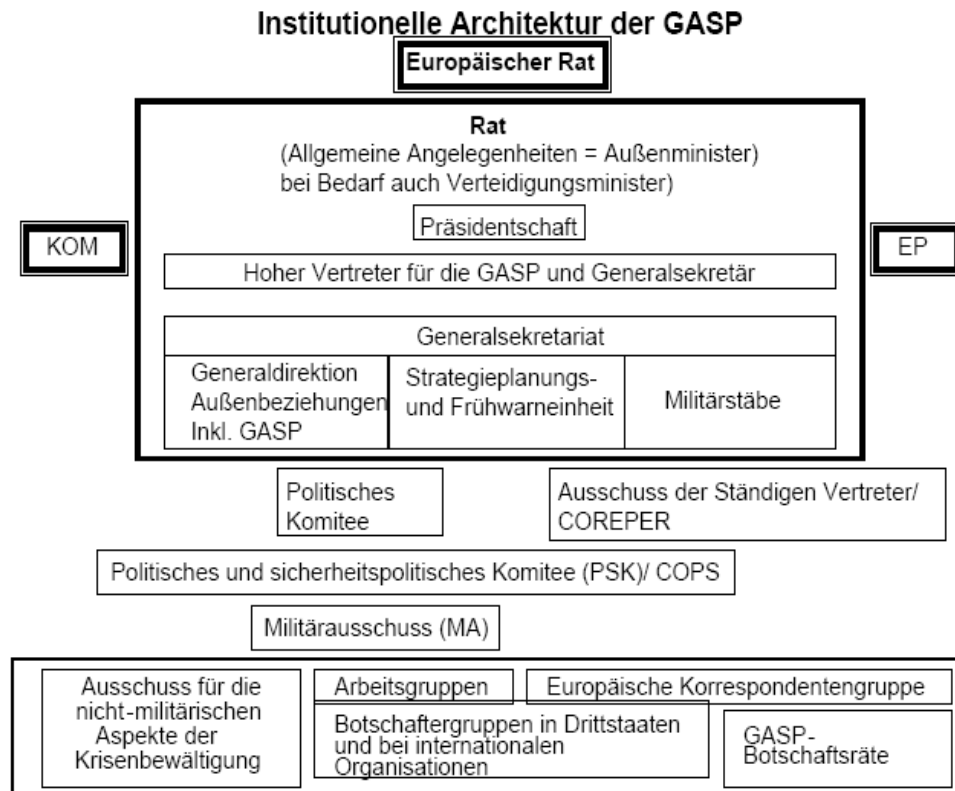 Institutionelle Architektur der GASP
Europäischer Rat
Rat
(Allgemeine Angelegenheiten = Außenminister)
bei Bedarf auch Verteidigungsminister)
Präsidentschaft
KOM
EP
Hoher Vertreter für die GASP und Generalsekretär
Generalsekretariat
Generaldirektion
Außenbeziehungen
Inkl. GASP
Strategieplanungs-
und Frühwarneinheit
Militärstäbe
Politisches
Komitee
Ausschuss der Ständigen Vertreter/
COREPER
Politisches und sicherheitspolitisches Komitee (PSK)/ COPS
Militärausschuss (MA)
Ausschuss für die
nicht-militärischen
Aspekte der
Krisenbewältigung
Arbeitsgruppen
Europäische Korrespondentengruppe
Botschaftergruppen in Drittstaaten
und bei internationalen
Organisationen
GASP-
Botschaftsräte